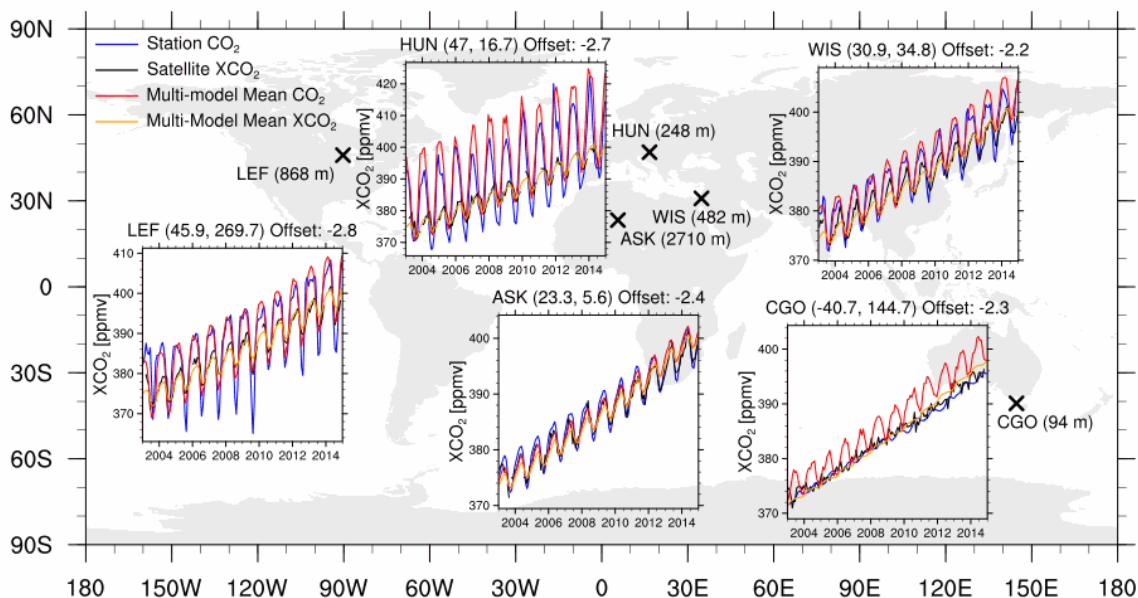 90N
60N
30N
0
30S
60S
90S
180 150W 120W 90W 60W 30W 0 30E 60E 90E 120E 150E 180
Station CO₂
Satellite XCO₂
Multi-model Mean CO₂
Multi-Model Mean XCO₂
HUN (47, 16.7) Offset: -2.7
XCO₂ [ppmv]
420
400
380
370
2004 2006 2008 2010 2012 2014
WIS (30.9, 34.8) Offset: -2.2
XCO₂ [ppmv]
400
390
380
370
2004 2006 2008 2010 2012 2014
LEF (868 m)
HUN (248 m)
WIS (482 m)
ASK (2710 m)
LEF (45.9, 269.7) Offset: -2.8
XCO₂ [ppmv]
410
400
390
380
370
2004 2006 2008 2010 2012 2014
ASK (23.3, 5.6) Offset: -2.4
XCO₂ [ppmv]
400
390
380
370
2004 2006 2008 2010 2012 2014
CGO (-40.7, 144.7) Offset: -2.3
XCO₂ [ppmv]
400
390
380
370
2004 2006 2008 2010 2012 2014
CGO (94 m)